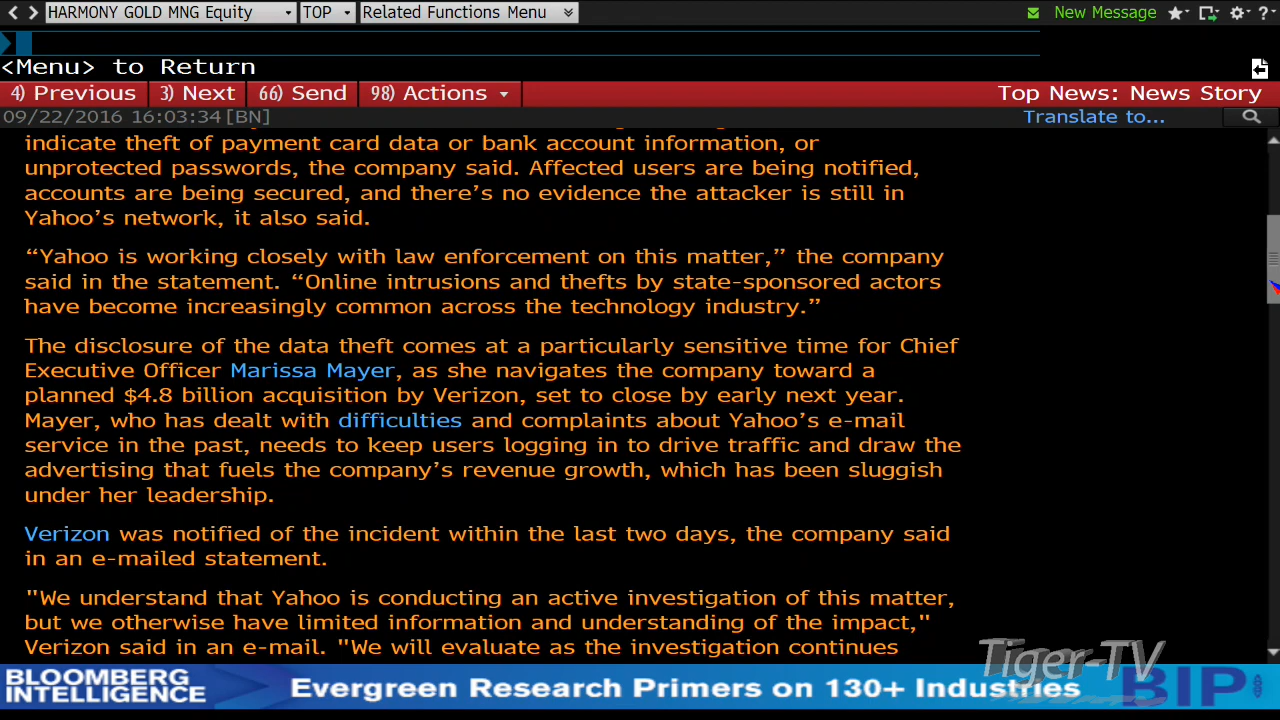 HARMONY GOLD MNG Equity TOP Related Functions Menu New Message ?
<Menu> to Return
4) Previous 3) Next 66) Send 98) Actions Top News: News Story
09/22/2016 16:03:34 [BN] Translate to...
indicate theft of payment card data or bank account information, or
unprotected passwords, the company said. Affected users are being notified,
accounts are being secured, and there's no evidence the attacker is still in
Yahoo's network, it also said.
“Yahoo is working closely with law enforcement on this matter,” the company
said in the statement. “Online intrusions and thefts by state-sponsored actors
have become increasingly common across the technology industry.”
The disclosure of the data theft comes at a particularly sensitive time for Chief
Executive Officer Marissa Mayer, as she navigates the company toward a
planned $4.8 billion acquisition by Verizon, set to close by early next year.
Mayer, who has dealt with difficulties and complaints about Yahoo's e-mail
service in the past, needs to keep users logging in to drive traffic and draw the
advertising that fuels the company's revenue growth, which has been sluggish
under her leadership.
Verizon was notified of the incident within the last two days, the company said
in an e-mailed statement.
"We understand that Yahoo is conducting an active investigation of this matter,
but we otherwise have limited information and understanding of the impact,"
Verizon said in an e-mail. "We will evaluate as the investigation continues
Tiger-TV
BLOOMBERG
INTELLIGENCE
Evergreen Research Primers on 130+ Industries
BIP